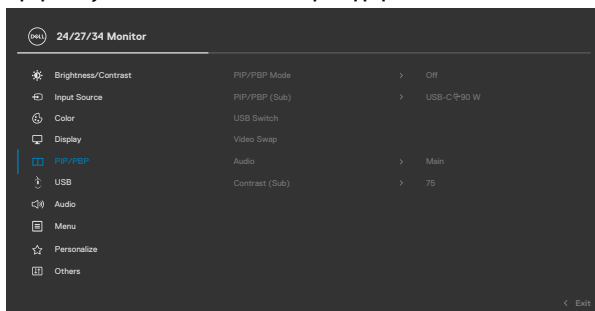 DELL
24/27/34 Monitor
Brightness/Contrast
Input Source
Color
Display
PIP/PBP
USB
Audio
Menu
Personalize
Others
PIP/PBP Mode > Off
PIP/PBP (Sub) > USB-C 90 W
USB Switch
Video Swap
Audio > Main
Contrast (Sub) > 75
< Exit